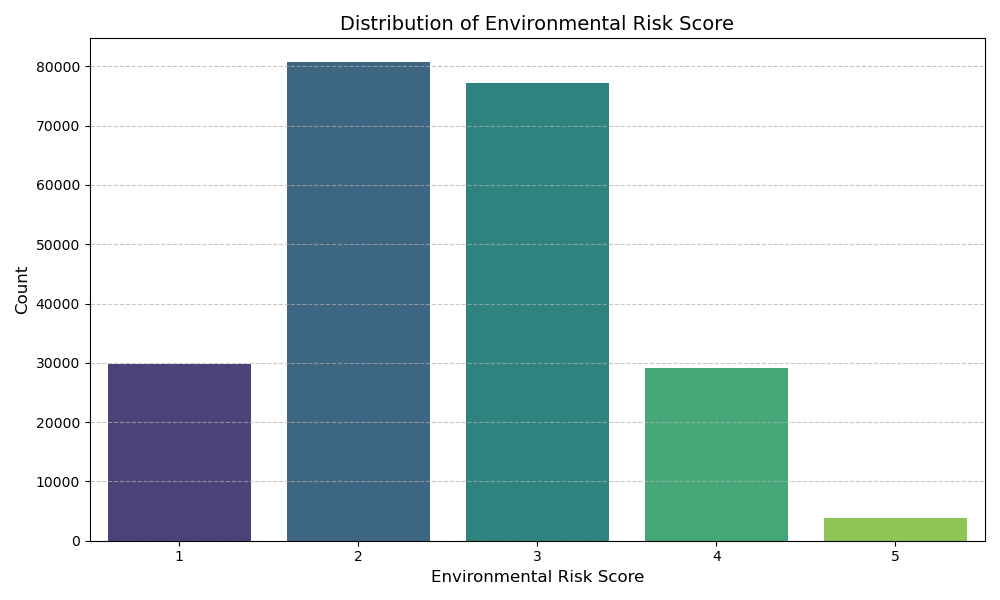 Distribution of Environmental Risk Score
80000
70000
60000
50000
40000
30000
20000
10000
0
Count
1 2 3 4 5
Environmental Risk Score